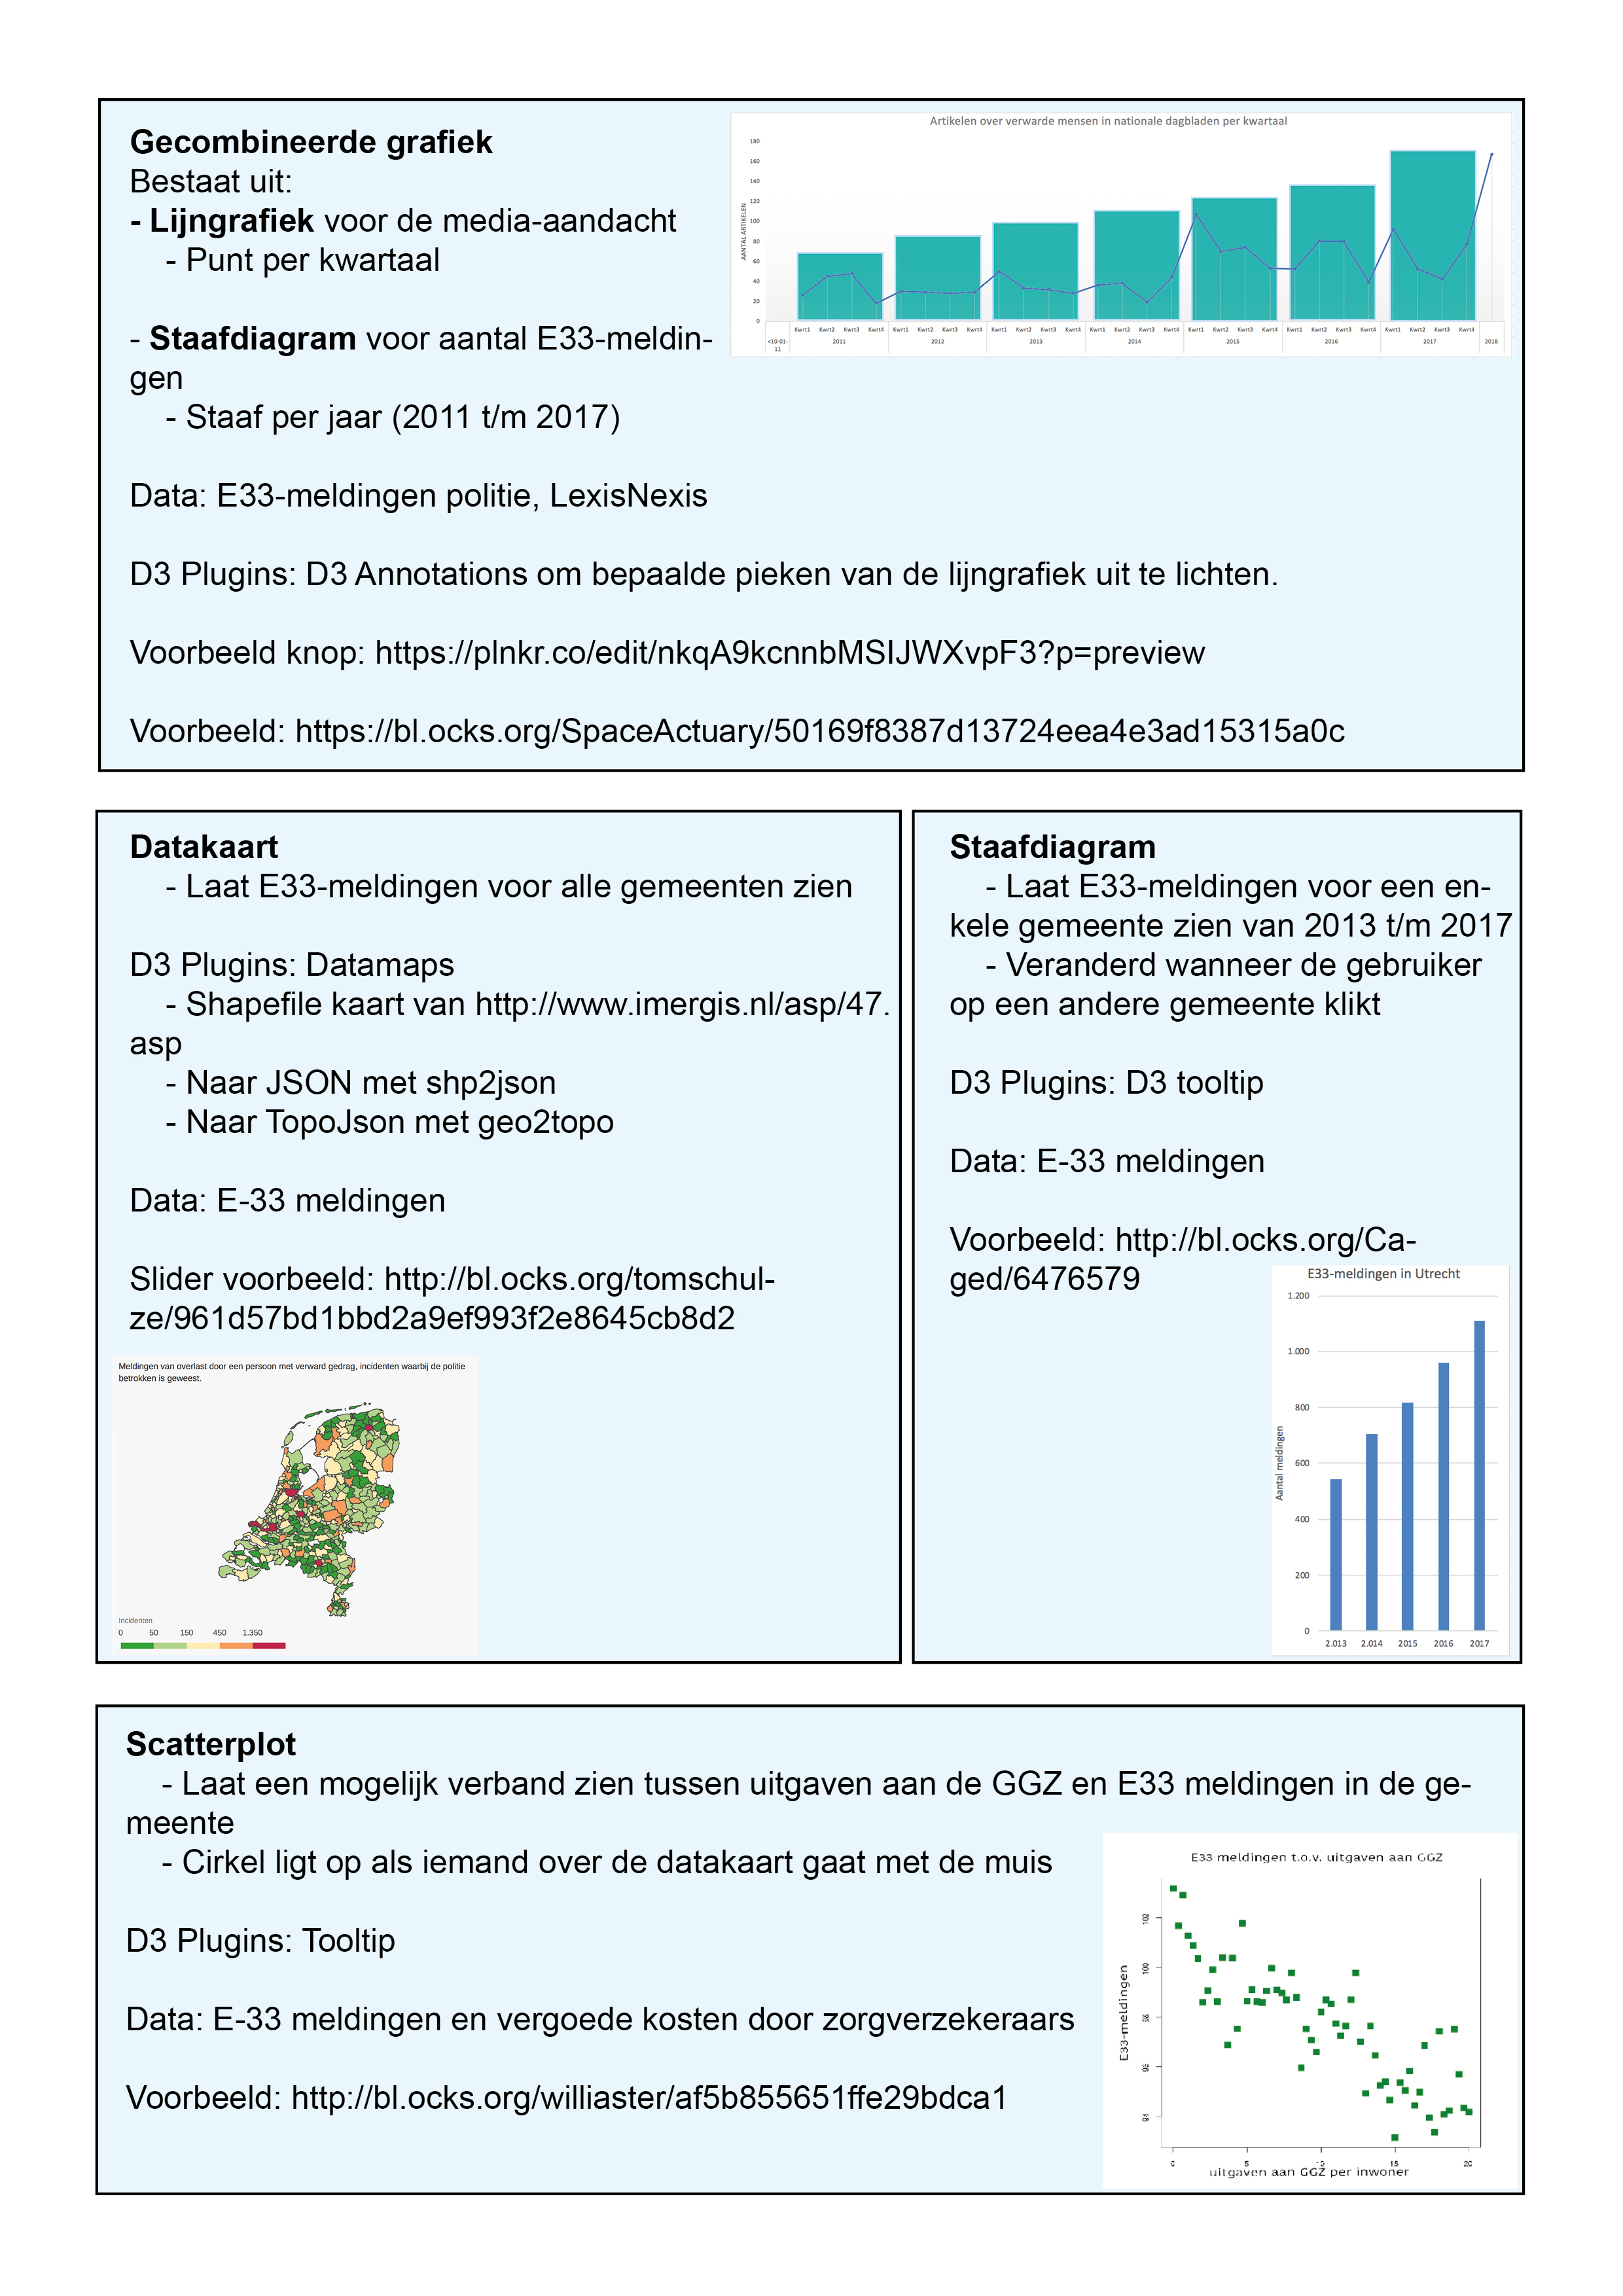 Gecombineerde grafiek
Bestaat uit:
- Lijngrafiek voor de media-aandacht
- Punt per kwartaal
- Staafdiagram voor aantal E33-meldin-
gen
- Staaf per jaar (2011 t/m 2017)
Data: E33-meldingen politie, LexisNexis
D3 Plugins: D3 Annotations om bepaalde pieken van de lijngrafiek uit te lichten.
Voorbeeld knop: https://plnkr.co/edit/nkqA9kcnnbMSIJWXvpF3?p=preview
Voorbeeld: https://bl.ocks.org/SpaceActuary/50169f8387d13724eea4e3ad15315a0c
Artikelen over verwarde mensen in nationale dagbladen per kwartaal
AANTAL ARTIKELEN
180
160
140
120
100
80
60
40
20
0
Kwrt1 Kwrt2 Kwrt3 Kwrt4 Kwrt1 Kwrt2 Kwrt3 Kwrt4 Kwrt1 Kwrt2 Kwrt3 Kwrt4 Kwrt1 Kwrt2 Kwrt3 Kwrt4 Kwrt1 Kwrt2 Kwrt3 Kwrt4 Kwrt1 Kwrt2 Kwrt3 Kwrt4 Kwrt1 Kwrt2 Kwrt3 Kwrt4
<10-01- 2011 2012 2013 2014 2015 2016 2017 2018
11
Datakaart
- Laat E33-meldingen voor alle gemeenten zien
D3 Plugins: Datamaps
- Shapefile kaart van http://www.imergis.nl/asp/47.
asp
- Naar JSON met shp2json
- Naar TopoJson met geo2topo
Data: E-33 meldingen
Slider voorbeeld: http://bl.ocks.org/tomschul-
ze/961d57bd1bbd2a9ef993f2e8645cb8d2
Meldingen van overlast door een persoon met verward gedrag, incidenten waarbij de politie
betrokken is geweest.
Incidenten
0 50 150 450 1.350
Staafdiagram
- Laat E33-meldingen voor een en-
kele gemeente zien van 2013 t/m 2017
- Veranderd wanneer de gebruiker
op een andere gemeente klikt
D3 Plugins: D3 tooltip
Data: E-33 meldingen
Voorbeeld: http://bl.ocks.org/Ca-
ged/6476579
E33-meldingen in Utrecht
Aantal meldingen
1.200
1.000
800
600
400
200
0
2.013 2.014 2015 2016 2017
Scatterplot
- Laat een mogelijk verband zien tussen uitgaven aan de GGZ en E33 meldingen in de ge-
meente
- Cirkel ligt op als iemand over de datakaart gaat met de muis
D3 Plugins: Tooltip
Data: E-33 meldingen en vergoede kosten door zorgverzekeraars
Voorbeeld: http://bl.ocks.org/williaster/af5b855651ffe29bdca1
E33 meldingen t.o.v. uitgaven aan GGZ
E33-meldingen
102
100
94
0 5 10 15 20
uitgaven aan GGZ per inwoner